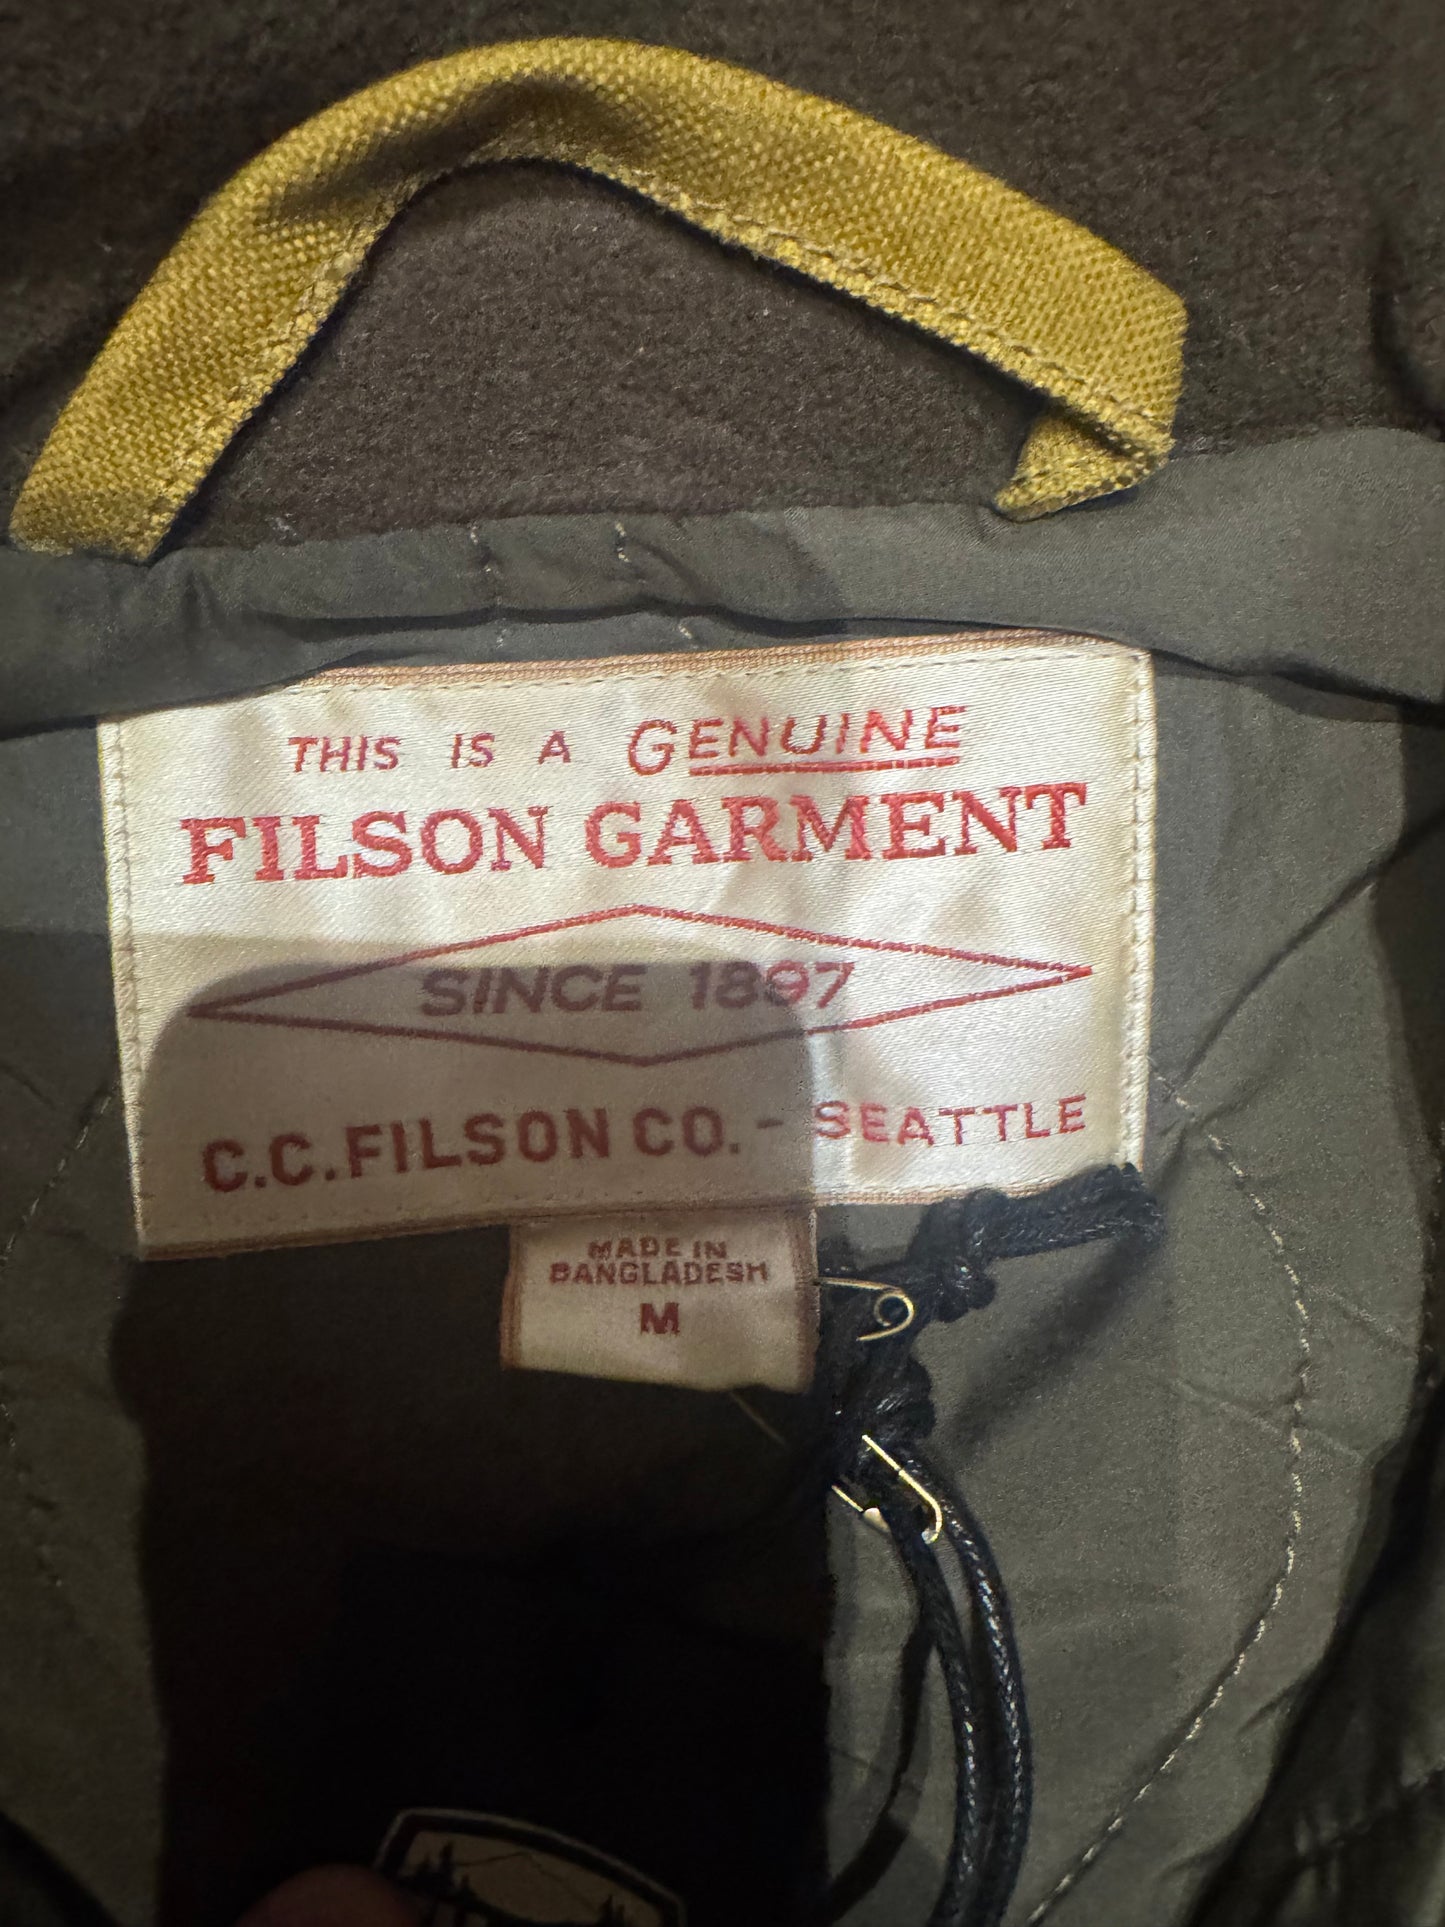 THIS IS A GENUINE
FILSON GARMENT
SINCE 1897
C.C. FILSON CO. - SEATTLE
MADE IN
BANGLADESH
M